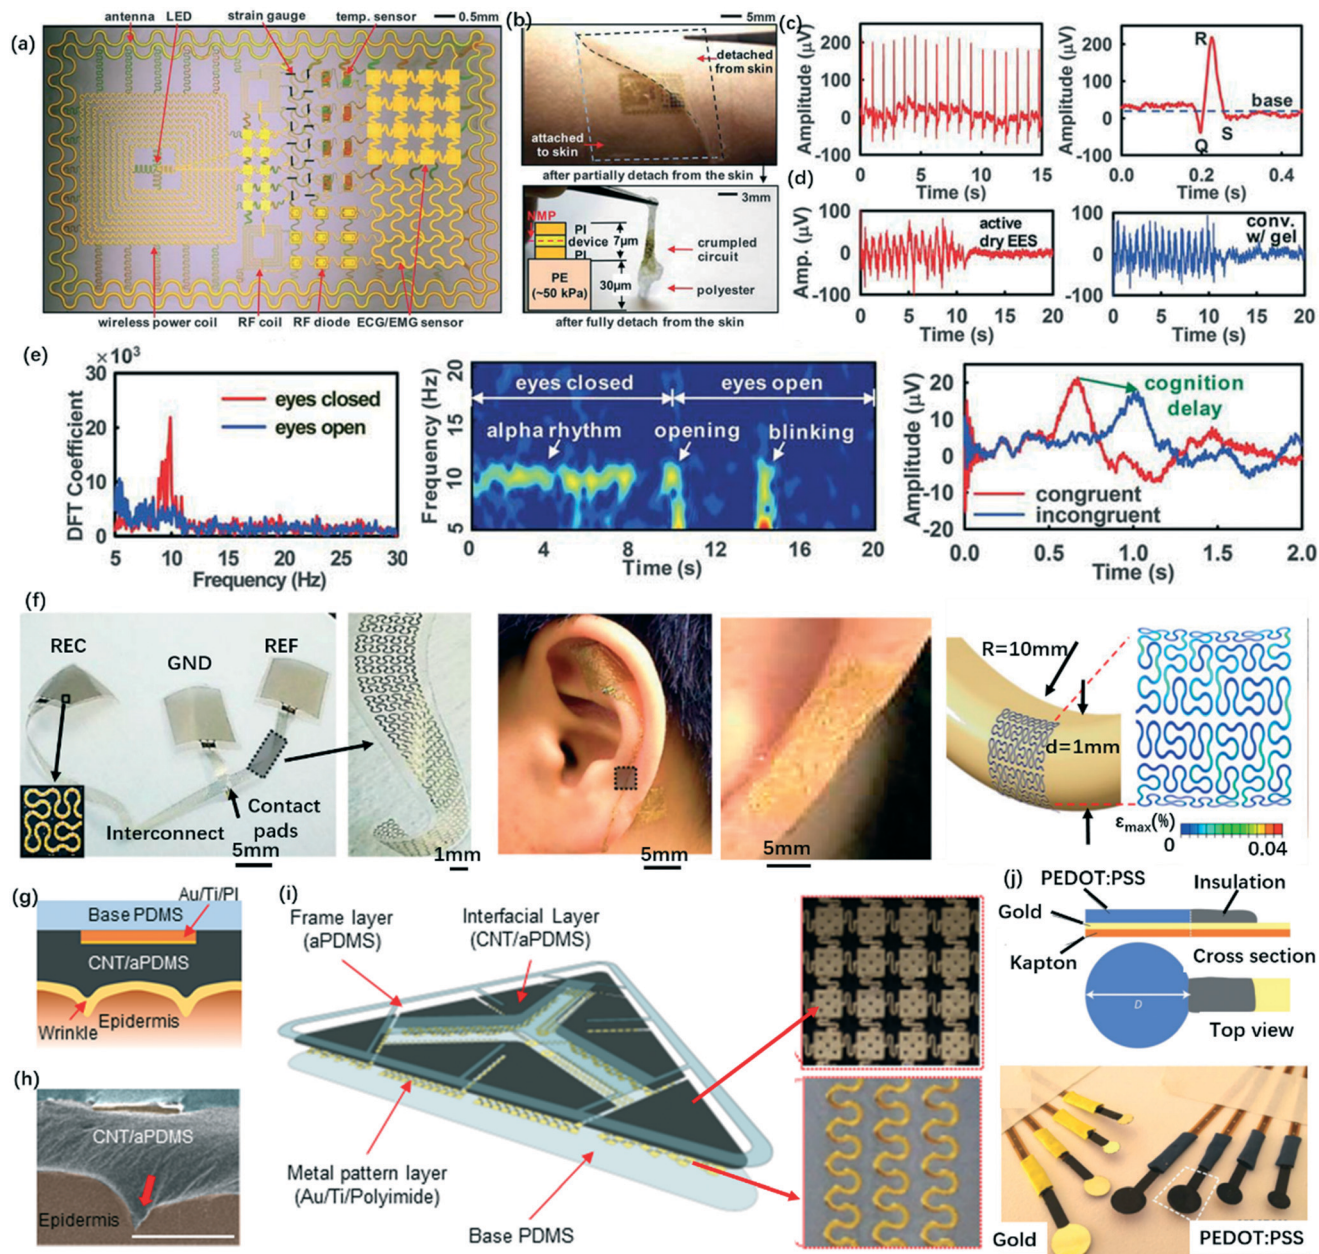 (a)
antenna LED strain gauge temp. sensor 0.5mm
wireless power coil RF coil RF diode ECG/EMG sensor
(b)
5mm
detached
from skin
attached
to skin
after partially detach from the skin
3mm
NMP
PI
device
PI
7μm
PE
(~50 kPa)
30μm
crumpled
circuit
polyester
after fully detach from the skin
(c)
Amplitude (μV)
200
100
0
-100
0 5 10 15
Time (s)
Amplitude (μV)
200
100
0
-100
R
base
Q
S
0.0 0.2 0.4
Time (s)
(d)
Amp. (μV)
100
0
-100
active
dry EES
0 5 10 15 20
Time (s)
100
0
-100
conv.
w/ gel
0 5 10 15 20
Time (s)
(e)
×10³
DFT Coefficient
30
20
10
0
eyes closed
eyes open
5 10 15 20 25 30
Frequency (Hz)
Frequency (Hz)
20
15
10
5
eyes closed
eyes open
alpha rhythm
opening
blinking
0 4 8 12 16 20
Time (s)
Amplitude (μV)
20
10
0
-10
-20
cognition
delay
congruent
incongruent
0.0 0.5 1.0 1.5 2.0
Time (s)
(f)
REC
GND
REF
Interconnect
Contact
pads
5mm
1mm
5mm
5mm
R=10mm
d=1mm
εmax(%)
0 0.04
(g)
Au/Ti/PI
Base PDMS
CNT/aPDMS
Wrinkle
Epidermis
(h)
CNT/aPDMS
Epidermis
(i)
Frame layer
(aPDMS)
Interfacial Layer
(CNT/aPDMS)
Metal pattern layer
(Au/Ti/Polyimide)
Base PDMS
(j)
PEDOT:PSS
Insulation
Gold
Kapton
Cross section
D
Top view
Gold
PEDOT:PSS